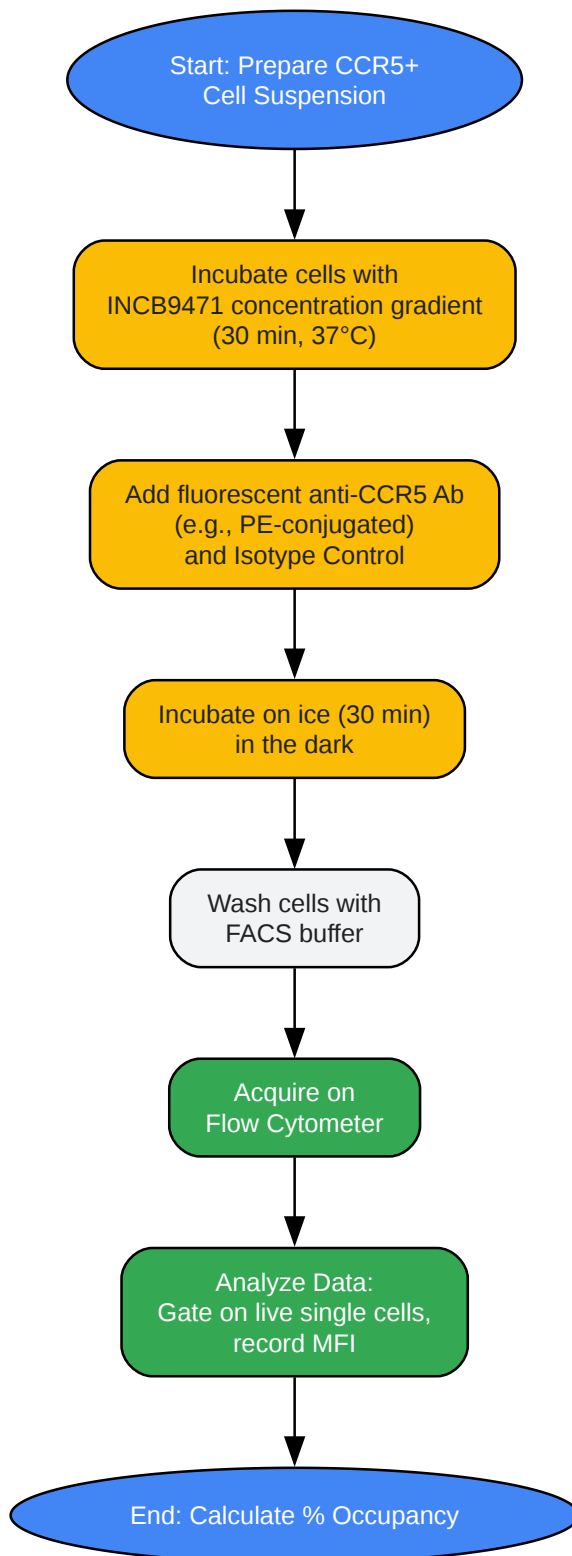 Start: Prepare CCR5+
Cell Suspension
Incubate cells with
INCB9471 concentration gradient
(30 min, 37°C)
Add fluorescent anti-CCR5 Ab
(e.g., PE-conjugated)
and Isotype Control
Incubate on ice (30 min)
in the dark
Wash cells with
FACS buffer
Acquire on
Flow Cytometer
Analyze Data:
Gate on live single cells,
record MFI
End: Calculate % Occupancy